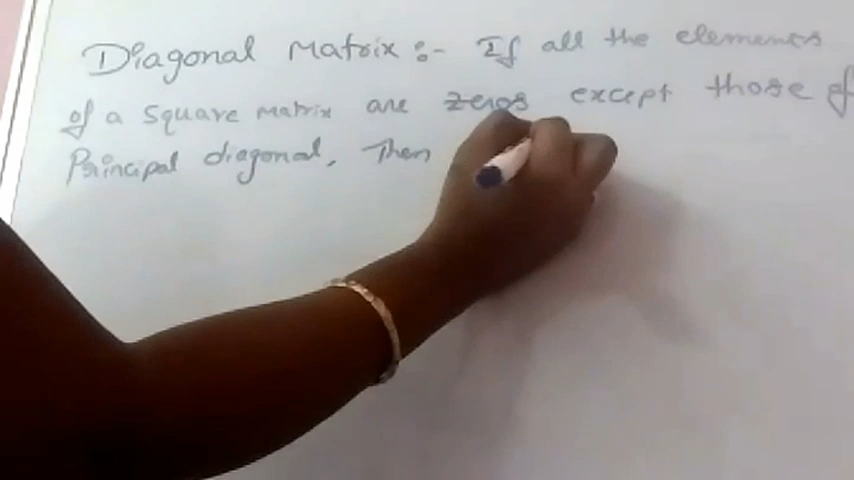 Diagonal Matrix :- If all the elements
of a square matrix are zeros except those of
Principal diagonal, Then